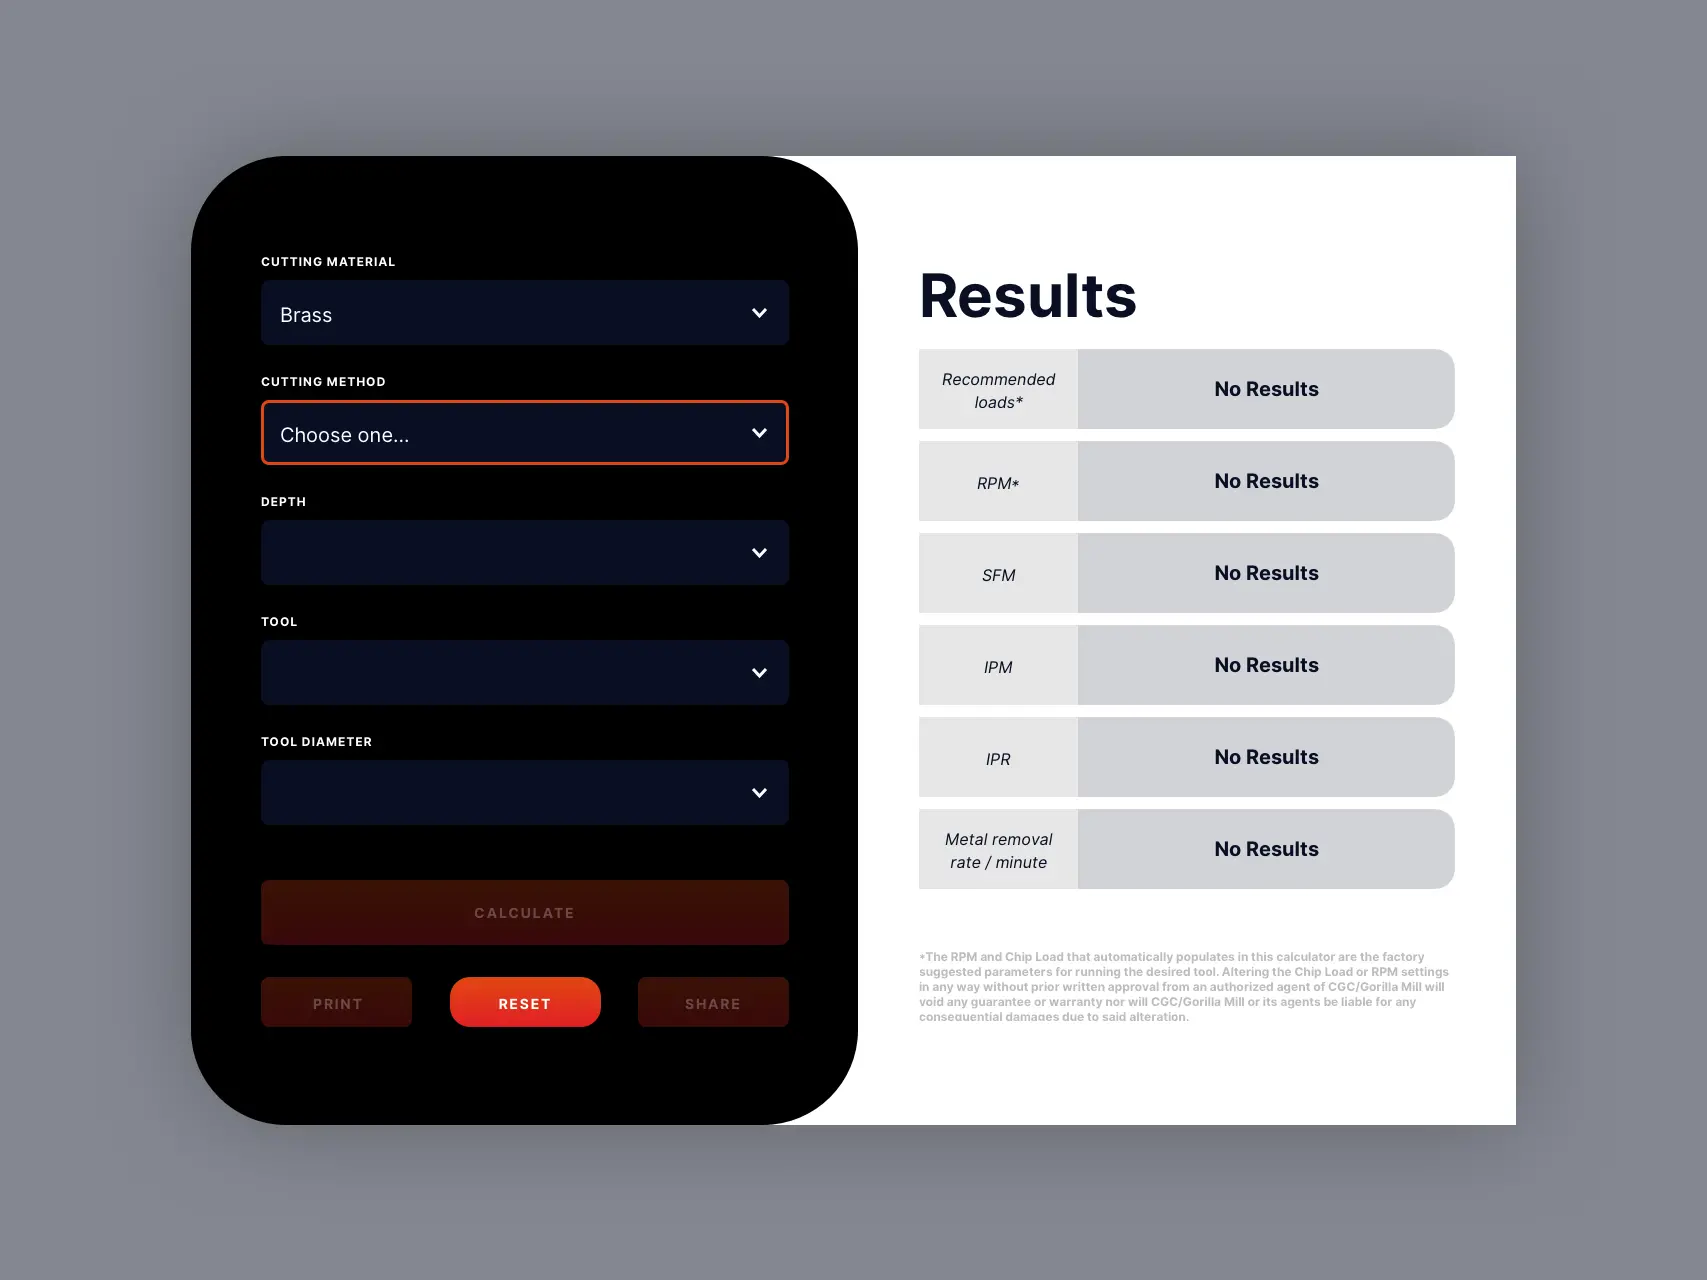 CUTTING MATERIAL
Brass
CUTTING METHOD
Choose one...
DEPTH
TOOL
TOOL DIAMETER
CALCULATE
PRINT
RESET
SHARE
Results
Recommended
loads*
No Results
RPM*
No Results
SFM
No Results
IPM
No Results
IPR
No Results
Metal removal
rate / minute
No Results
*The RPM and Chip Load that automatically populates in this calculator are the factory
suggested parameters for running the desired tool. Altering the Chip Load or RPM settings
in any way without prior written approval from an authorized agent of CGC/Gorilla Mill will
void any guarantee or warranty nor will CGC/Gorilla Mill or its agents be liable for any
consequential damages due to said alteration.